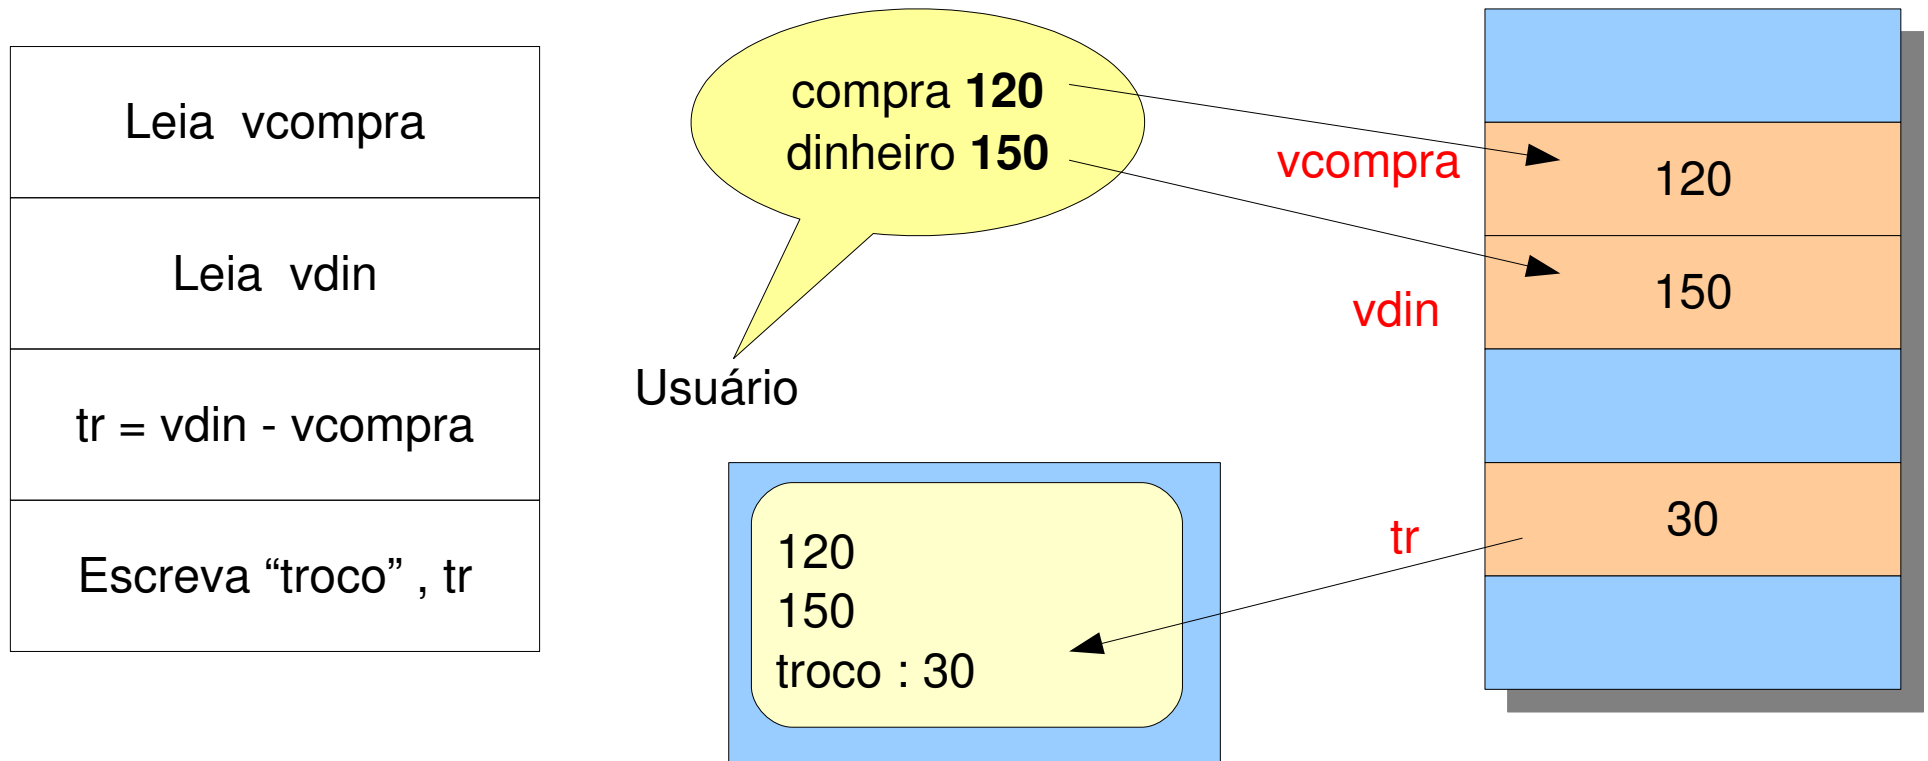 Leia vcompra
Leia vdin
tr = vdin - vcompra
Escreva “troco” , tr
compra 120
dinheiro 150
Usuário
120
150
troco : 30
vcompra
120
vdin
150
tr
30